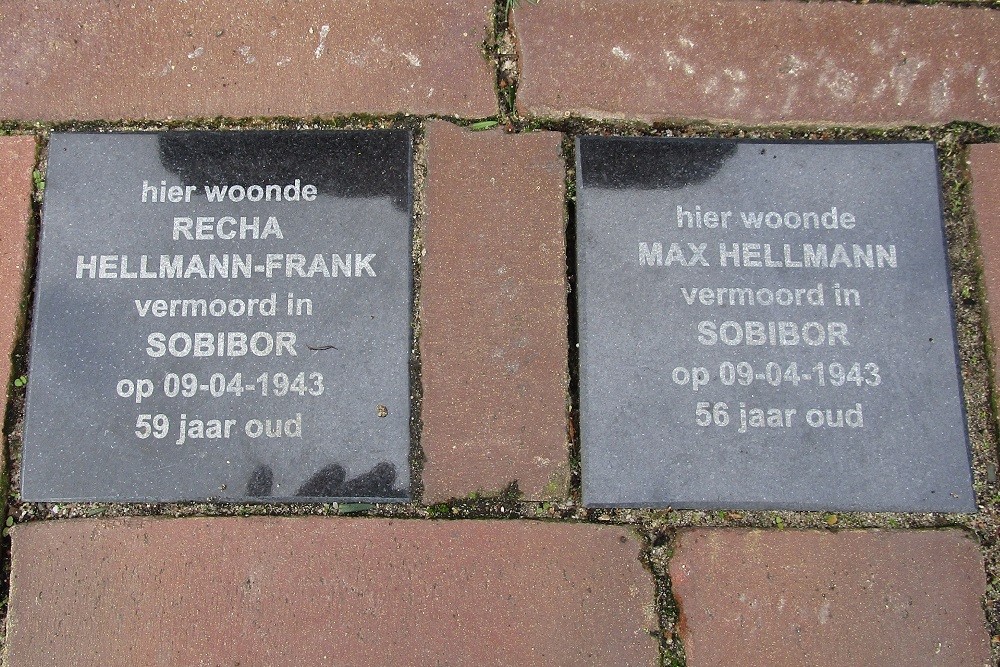 hier woonde
RECHA
HELLMANN-FRANK
vermoord in
SOBIBOR
op 09-04-1943
59 jaar oud
hier woonde
MAX HELLMANN
vermoord in
SOBIBOR
op 09-04-1943
56 jaar oud